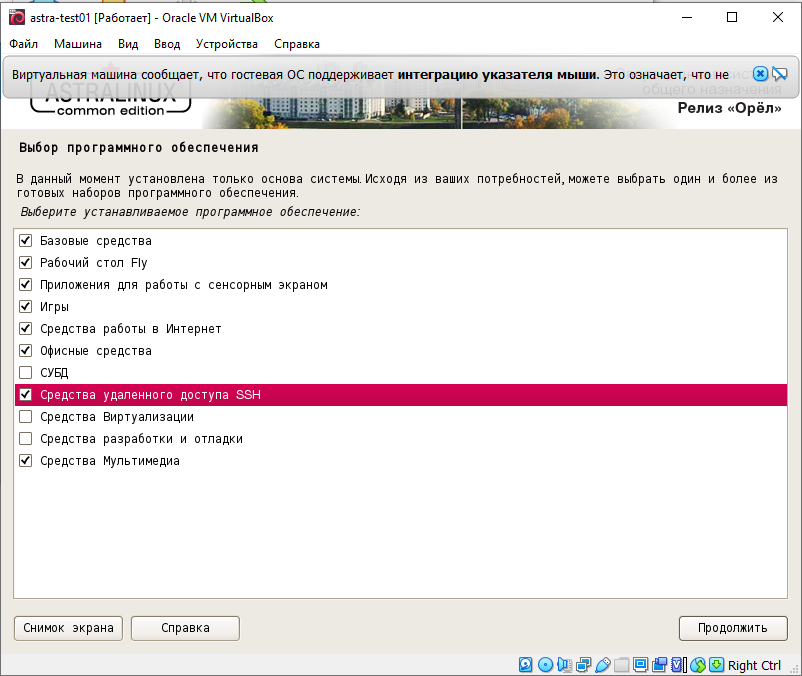 astra-test01 [Работает] - Oracle VM VirtualBox
Файл Машина Вид Ввод Устройства Справка
Виртуальная машина сообщает, что гостевая ОС поддерживает интеграцию указателя мыши. Это означает, что не
ASTRALINUX
common edition
общего назначения
Релиз «Орёл»
Выбор программного обеспечения
В данный момент установлена только основа системы. Исходя из ваших потребностей, можете выбрать один и более из
готовых наборов программного обеспечения.
Выберите устанавливаемое программное обеспечение:
Базовые средства
Рабочий стол Fly
Приложения для работы с сенсорным экраном
Игры
Средства работы в Интернет
Офисные средства
СУБД
Средства удаленного доступа SSH
Средства Виртуализации
Средства разработки и отладки
Средства Мультимедиа
Снимок экрана Справка Продолжить
Right Ctrl